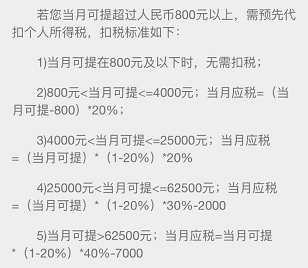 若您当月可提超过人民币800元以上，需预先代
扣个人所得税，扣税标准如下：
1)当月可提在800元及以下时，无需扣税；
2)800元<当月可提<=4000元；当月应税=（当
月可提-800）*20%；
3)4000元<当月可提<=25000元；当月应税
=（当月可提）*（1-20%）*20%
4)25000元<当月可提<=62500元；当月应税
=（当月可提）*（1-20%）*30%-2000
5)当月可提>62500元；当月应税=当月可提
*（1-20%）*40%-7000